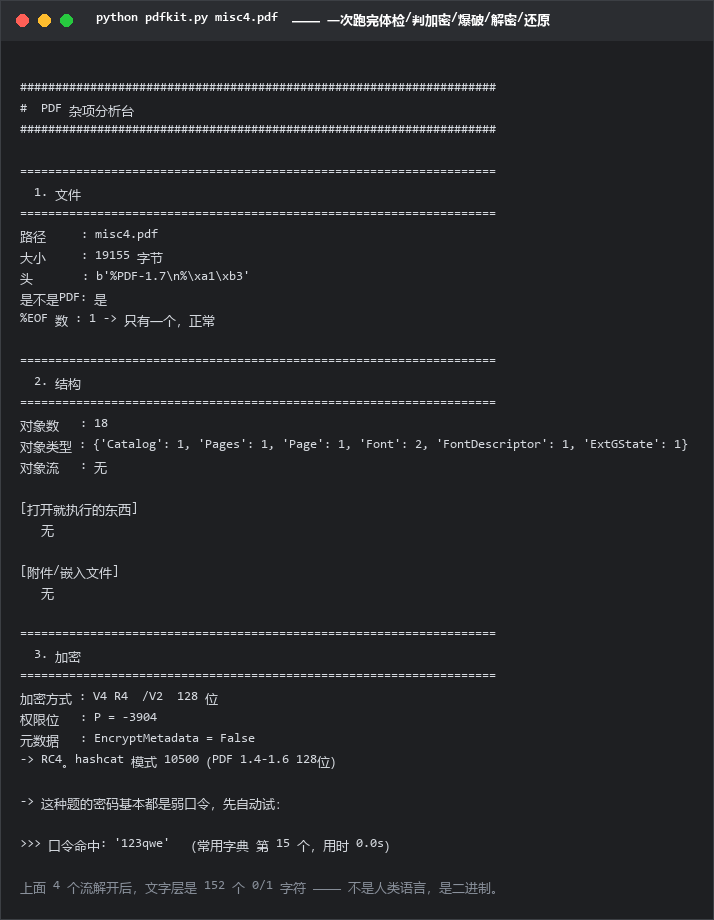 python pdfkit.py misc4.pdf —— 一次跑完体检/判加密/爆破/解密/还原
####################################################################
#  PDF 杂项分析台
####################################################################
====================================================================
1. 文件
====================================================================
路径     : misc4.pdf
大小     : 19155 字节
头       : b'%PDF-1.7\n%\xa1\xb3'
是不是PDF: 是
%EOF 数 : 1 -> 只有一个，正常
====================================================================
2. 结构
====================================================================
对象数   : 18
对象类型 : {'Catalog': 1, 'Pages': 1, 'Page': 1, 'Font': 2, 'FontDescriptor': 1, 'ExtGState': 1}
对象流   : 无
[打开就执行的东西]
无
[附件/嵌入文件]
无
====================================================================
3. 加密
====================================================================
加密方式 : V4 R4  /V2  128 位
权限位   : P = -3904
元数据   : EncryptMetadata = False
-> RC4。hashcat 模式 10500（PDF 1.4-1.6 128位）
-> 这种题的密码基本都是弱口令，先自动试：
>>> 口令命中: '123qwe'   （常用字典 第 15 个，用时 0.0s）
上面 4 个流解开后，文字层是 152 个 0/1 字符 —— 不是人类语言，是二进制。